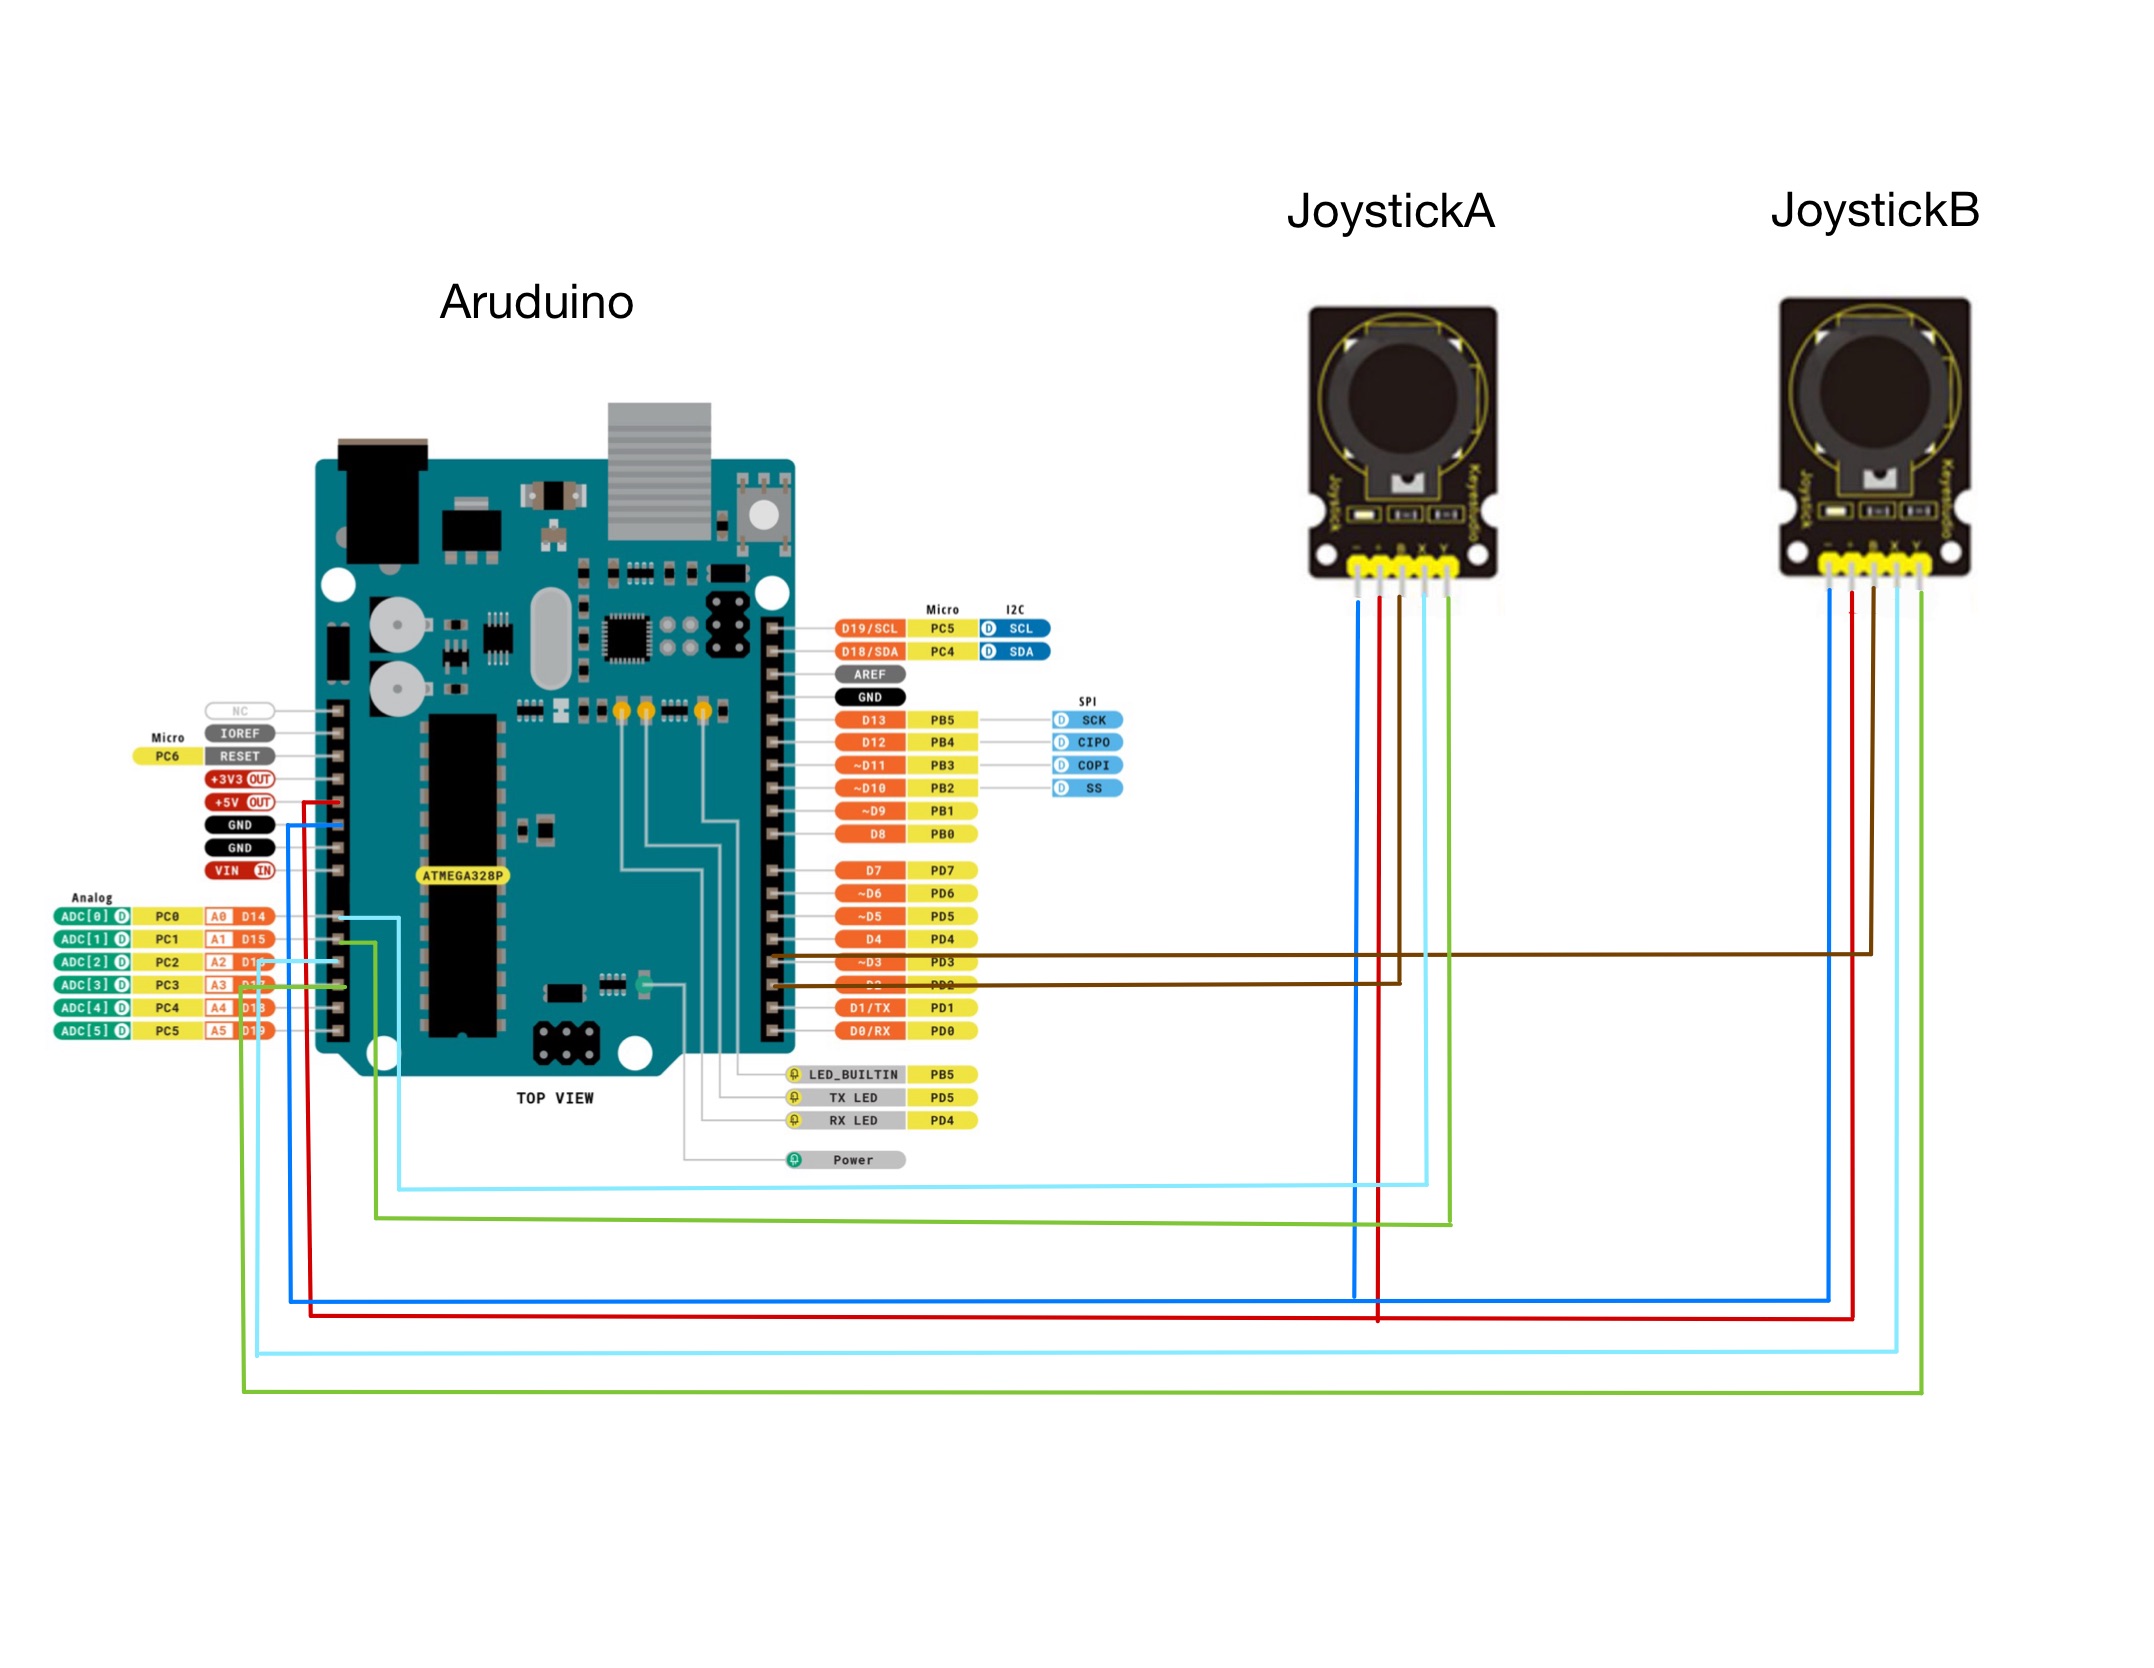 JoystickA
JoystickB
Aruduino
Joystick
Keyestudio
- + B X Y
Joystick
Keyestudio
- + B X Y
Micro
I2C
D19/SCL PC5 D SCL
D18/SDA PC4 D SDA
AREF
GND
SPI
D13 PB5 D SCK
D12 PB4 D CIPO
~D11 PB3 D COPI
~D10 PB2 D SS
~D9 PB1
D8 PB0
D7 PD7
~D6 PD6
~D5 PD5
D4 PD4
~D3 PD3
D2 PD2
D1/TX PD1
D0/RX PD0
NC
IOREF
Micro
PC6 RESET
+3V3 OUT
+5V OUT
GND
GND
VIN IN
ATMEGA328P
Analog
ADC[0] D PC0 A0 D14
ADC[1] D PC1 A1 D15
ADC[2] D PC2 A2 D16
ADC[3] D PC3 A3 D17
ADC[4] D PC4 A4 D18
ADC[5] D PC5 A5 D19
LED_BUILTIN PB5
TX LED PD5
RX LED PD4
Power
TOP VIEW